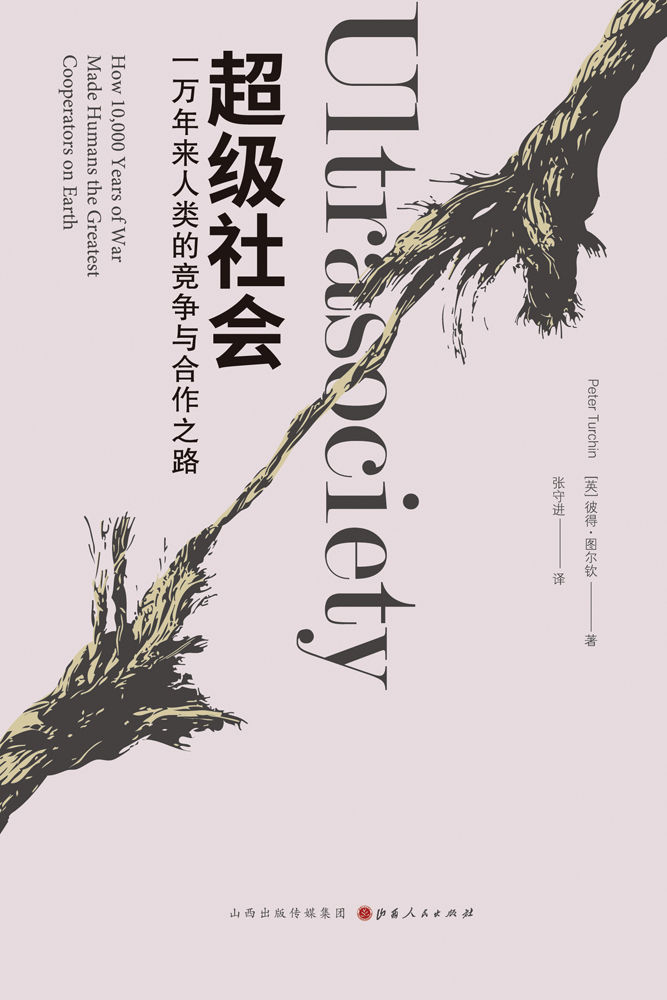 Ultrasociety
超级社会
一万年来人类的竞争与合作之路
How 10,000 Years of War
Made Humans the Greatest
Cooperators on Earth
Peter Turchin
[英] 彼得·图尔钦——著
张守进——译
山西出版传媒集团 山西人民出版社